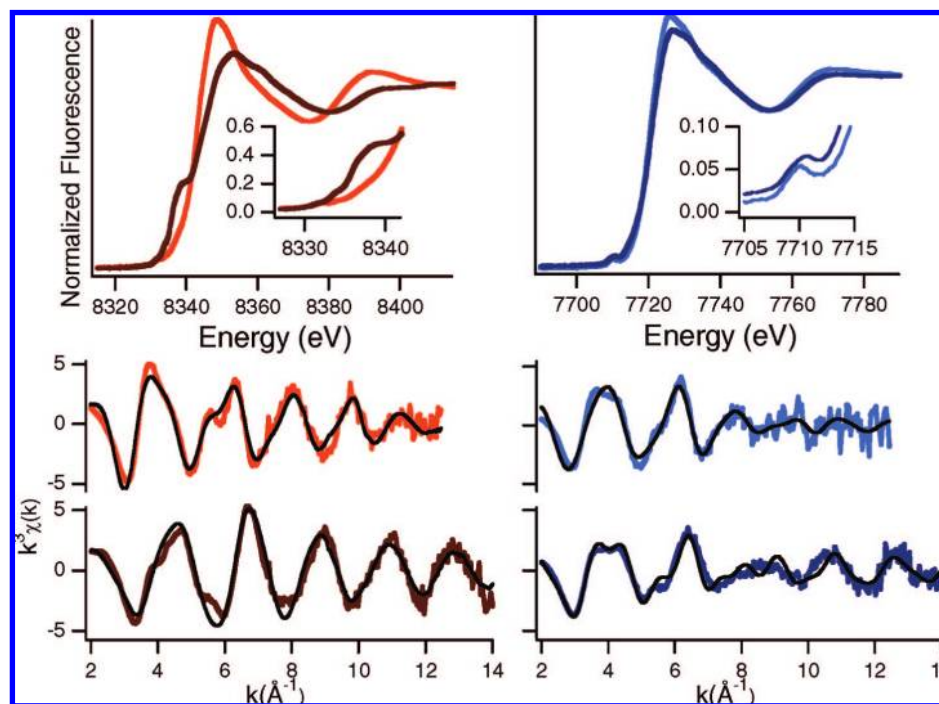 Normalized Fluorescence
0.6
0.4
0.2
0.0
8330 8340
8320 8340 8360 8380 8400
Energy (eV)
0.10
0.05
0.00
7705 7710 7715
7700 7720 7740 7760 7780
Energy (eV)
k³χ(k)
5
0
-5
5
0
-5
2 4 6 8 10 12 14
k(Å⁻¹)
2 4 6 8 10 12
k(Å⁻¹)